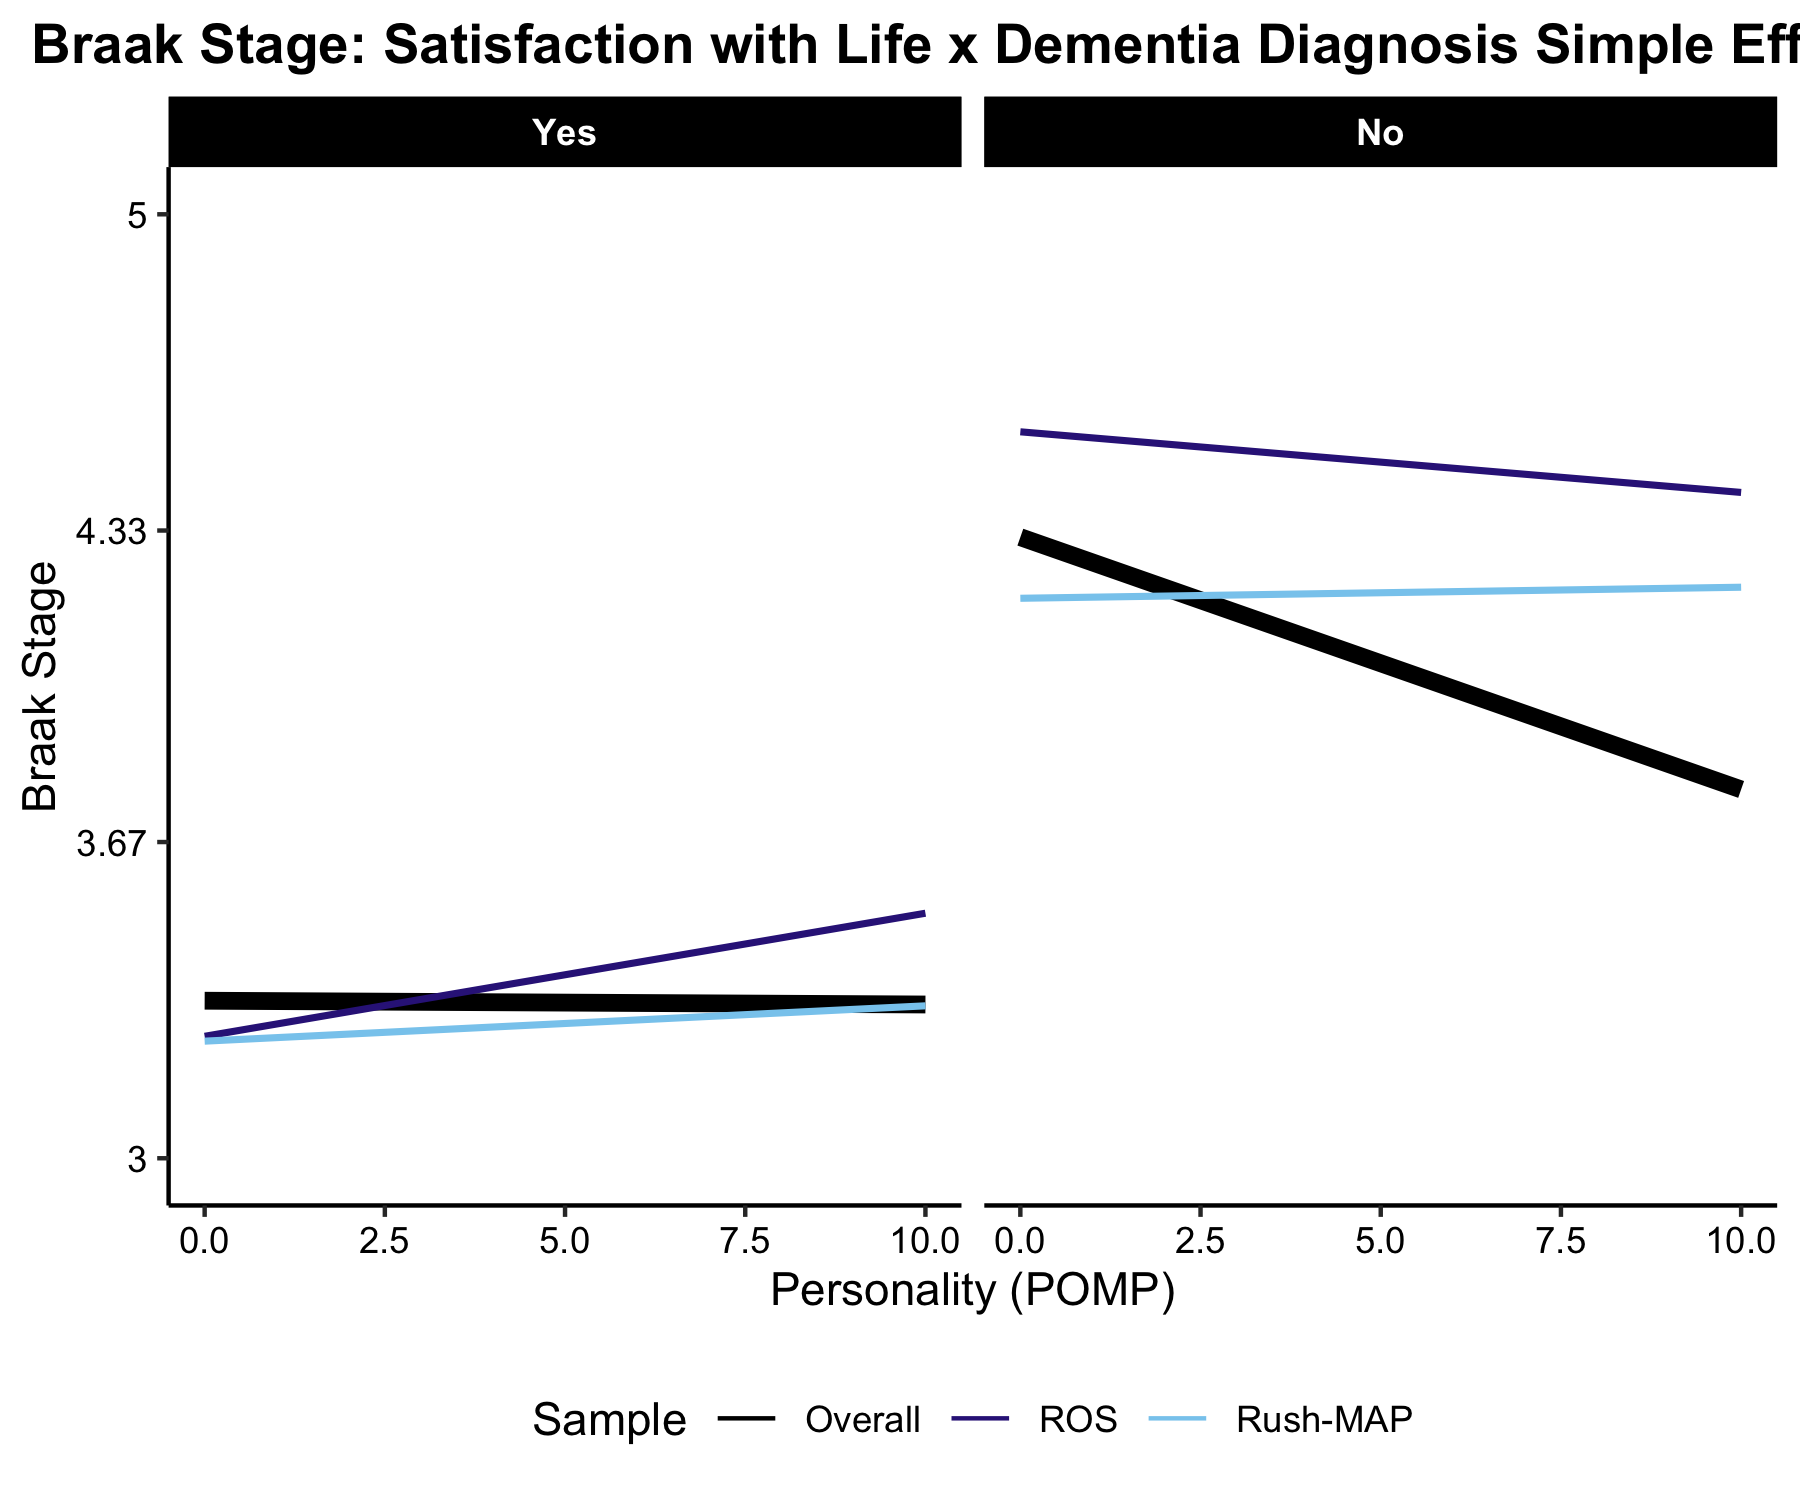 Braak Stage: Satisfaction with Life x Dementia Diagnosis Simple Eff
Yes
No
5
4.33
3.67
3
Braak Stage
0.0 2.5 5.0 7.5 10.0 0.0 2.5 5.0 7.5 10.0
Personality (POMP)
Sample Overall ROS Rush-MAP